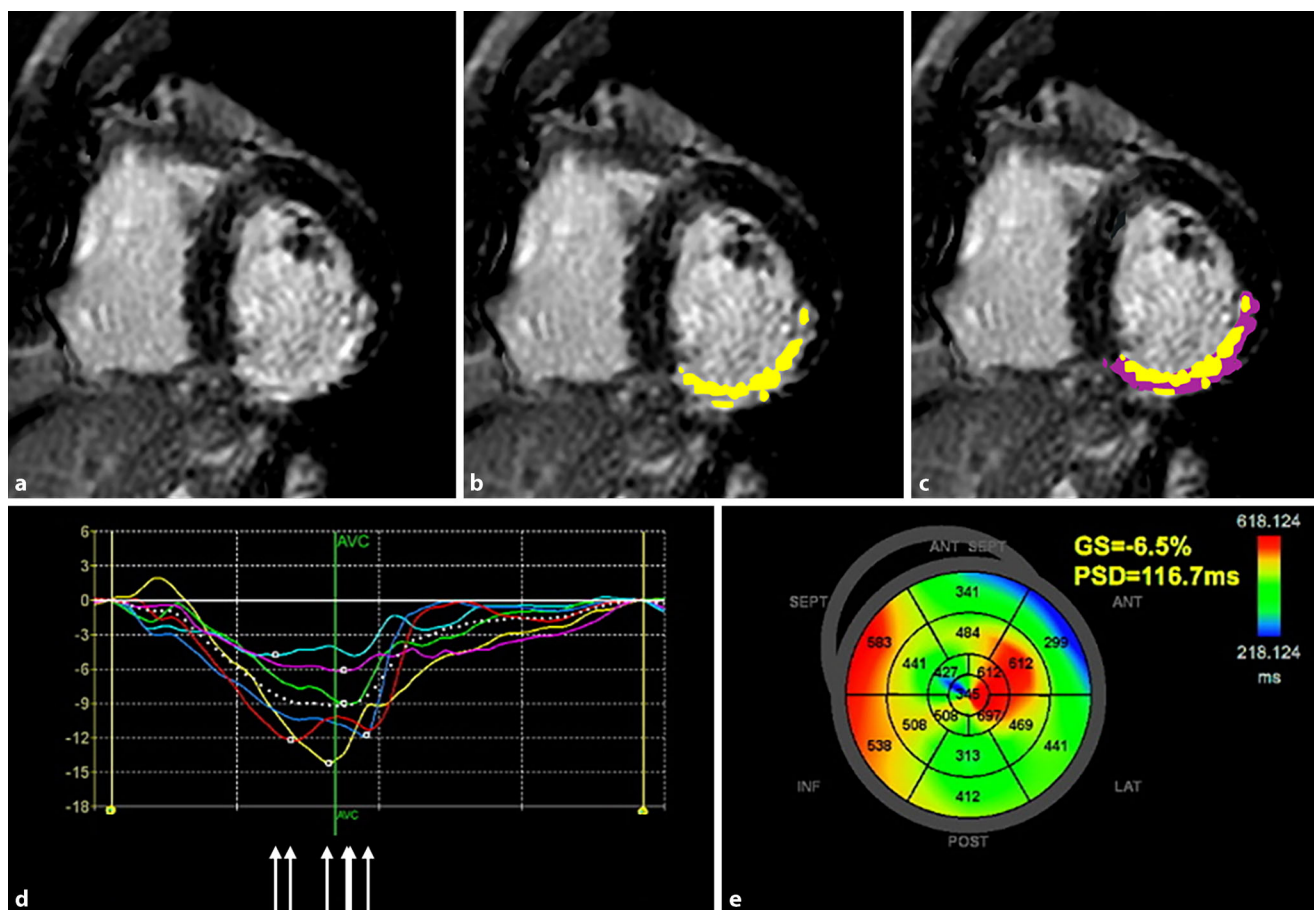 a
b
c
6
3
0
-3
-6
-9
-12
-15
-18
AVC
AVC
d
ANT SEPT
SEPT
ANT
INF
LAT
POST
341
583
299
484
441
612
427
612
345
508
697
508
469
538
441
313
412
GS=-6.5%
PSD=116.7ms
618.124
218.124
ms
e